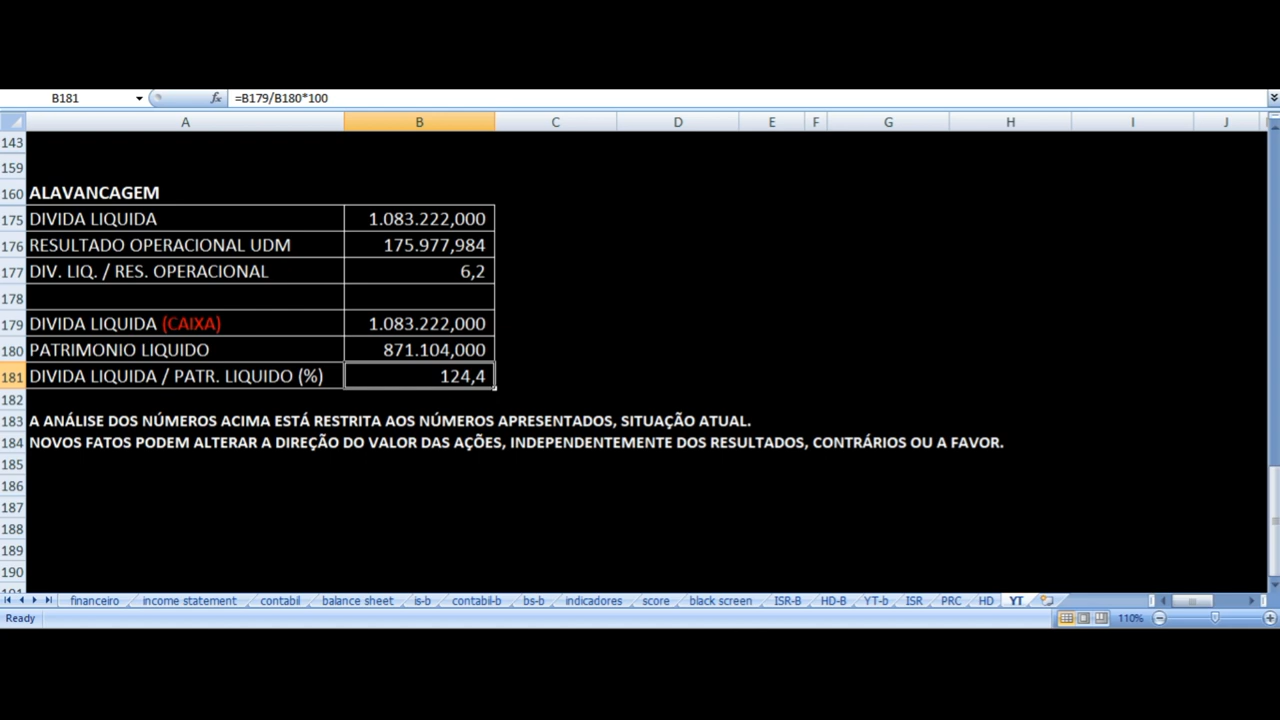 B181 fx =B179/B180*100
A B C D E F G H I J
143
159
160 ALAVANCAGEM
175 DIVIDA LIQUIDA 1.083.222,000
176 RESULTADO OPERACIONAL UDM 175.977,984
177 DIV. LIQ. / RES. OPERACIONAL 6,2
178
179 DIVIDA LIQUIDA (CAIXA) 1.083.222,000
180 PATRIMONIO LIQUIDO 871.104,000
181 DIVIDA LIQUIDA / PATR. LIQUIDO (%) 124,4
182
183 A ANÁLISE DOS NÚMEROS ACIMA ESTÁ RESTRITA AOS NÚMEROS APRESENTADOS, SITUAÇÃO ATUAL.
184 NOVOS FATOS PODEM ALTERAR A DIREÇÃO DO VALOR DAS AÇÕES, INDEPENDENTEMENTE DOS RESULTADOS, CONTRÁRIOS OU A FAVOR.
185
186
187
188
189
190
191
financeiro income statement contabil balance sheet is-b contabil-b bs-b indicadores score black screen ISR-B HD-B YT-b ISR PRC HD YT
Ready 110%